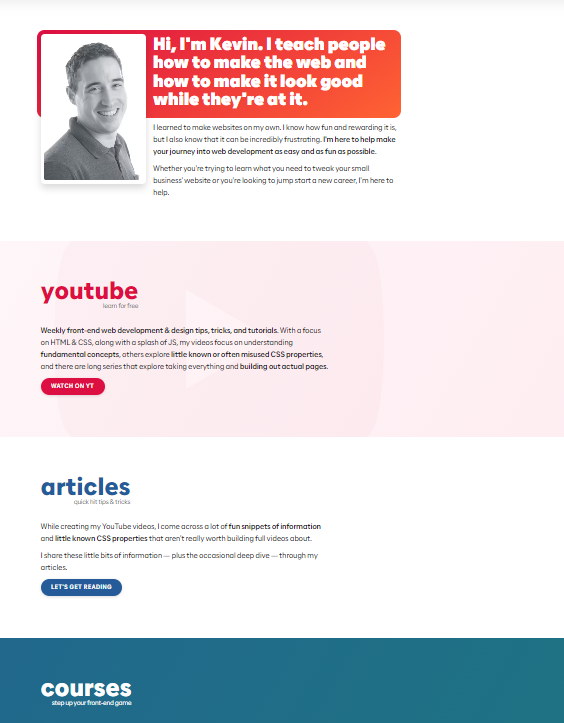 Hi, I'm Kevin. I teach people
how to make the web and
how to make it look good
while they're at it.
I learned to make websites on my own. I know how fun and rewarding it is,
but I also know that it can be incredibly frustrating. I'm here to help make
your journey into web development as easy and as fun as possible.
Whether you're trying to learn what you need to tweak your small
business' website or you're looking to jump start a new career, I'm here to
help.
youtube
learn for free
Weekly front-end web development & design tips, tricks, and tutorials. With a focus
on HTML & CSS, along with a splash of JS, my videos focus on understanding
fundamental concepts, others explore little known or often misused CSS properties,
and there are long series that explore taking everything and building out actual pages.
WATCH ON YT
articles
quick hit tips & tricks
While creating my YouTube videos, I come across a lot of fun snippets of information
and little known CSS properties that aren't really worth building full videos about.
I share these little bits of information — plus the occasional deep dive — through my
articles.
LET'S GET READING
courses
step up your front-end game